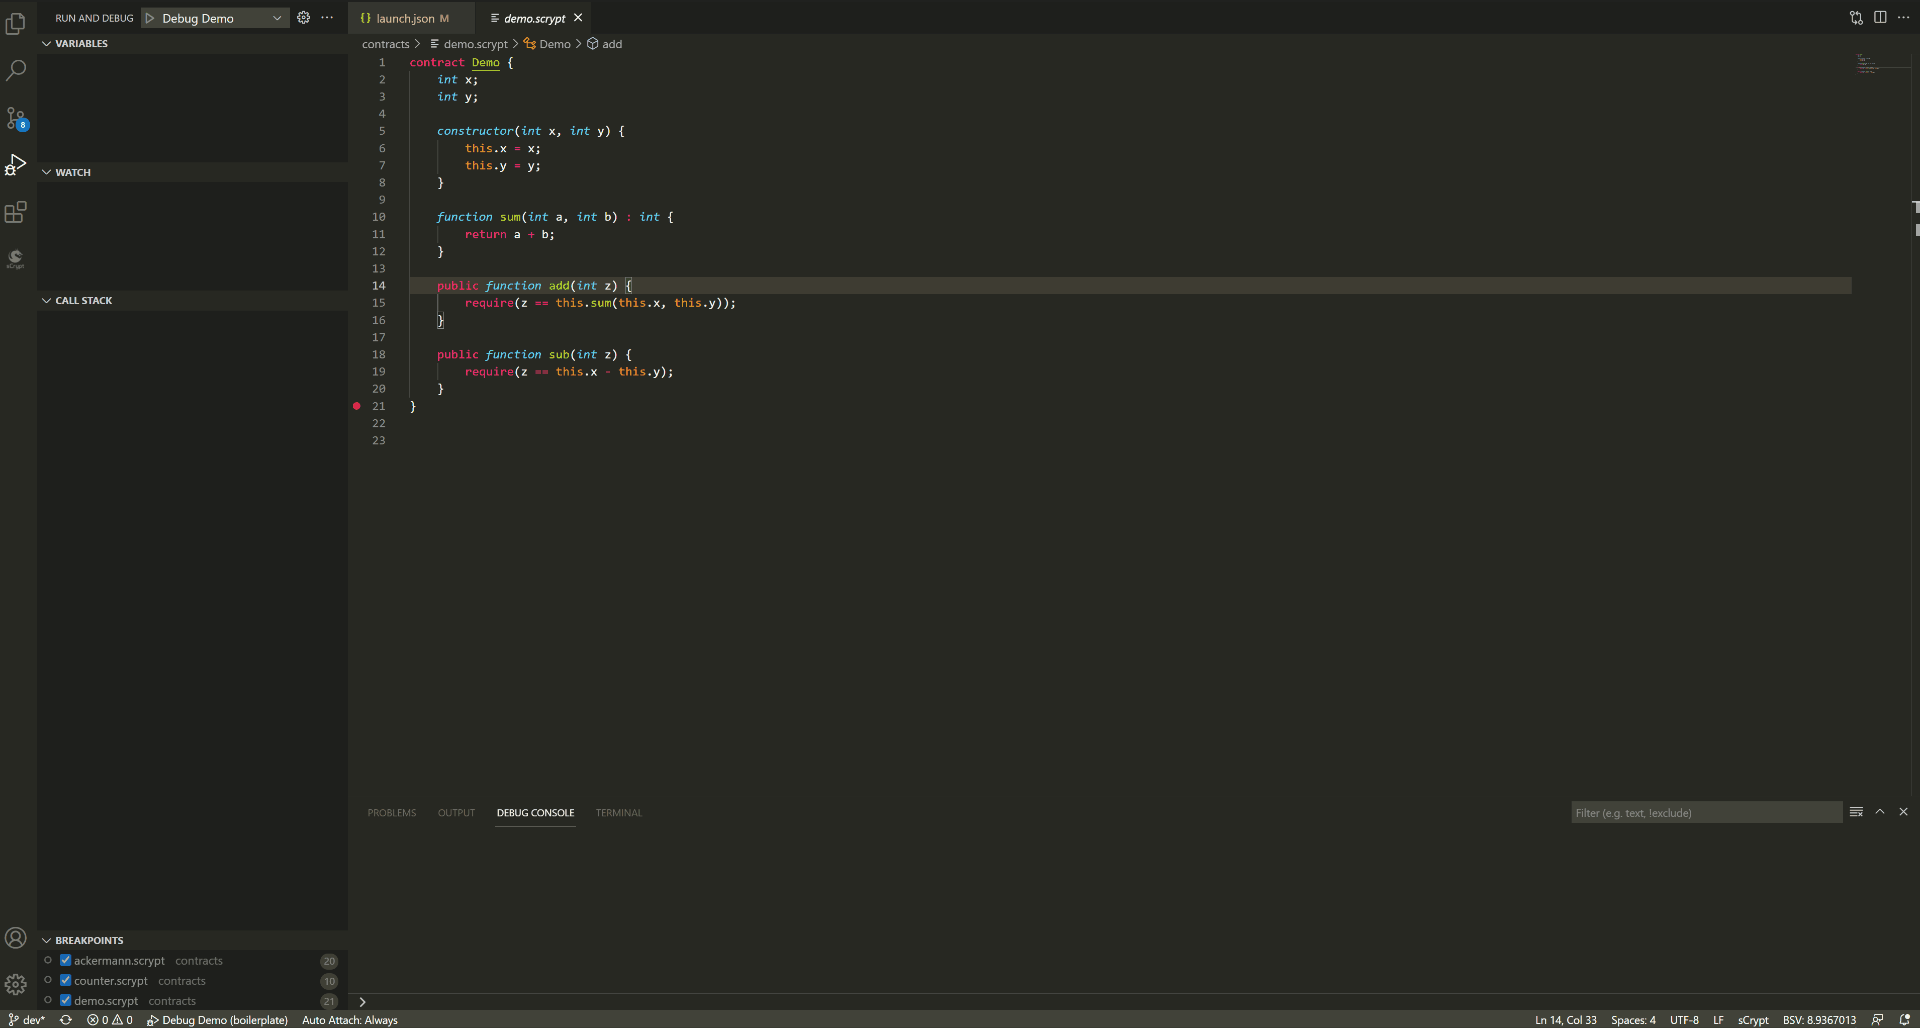 RUN AND DEBUG Debug Demo
launch.json M demo.scrypt
VARIABLES
WATCH
CALL STACK
BREAKPOINTS
ackermann.scrypt contracts 20
counter.scrypt contracts 10
demo.scrypt contracts 21
8
sCrypt
contracts > demo.scrypt > Demo > add
1 contract Demo {
2 int x;
3 int y;
4
5 constructor(int x, int y) {
6 this.x = x;
7 this.y = y;
8 }
9
10 function sum(int a, int b) : int {
11 return a + b;
12 }
13
14 public function add(int z) {
15 require(z == this.sum(this.x, this.y));
16 }
17
18 public function sub(int z) {
19 require(z == this.x - this.y);
20 }
21 }
22
23
PROBLEMS OUTPUT DEBUG CONSOLE TERMINAL Filter (e.g. text, !exclude)
dev* 0 0 Debug Demo (boilerplate) Auto Attach: Always Ln 14, Col 33 Spaces: 4 UTF-8 LF sCrypt BSV: 8.9367013